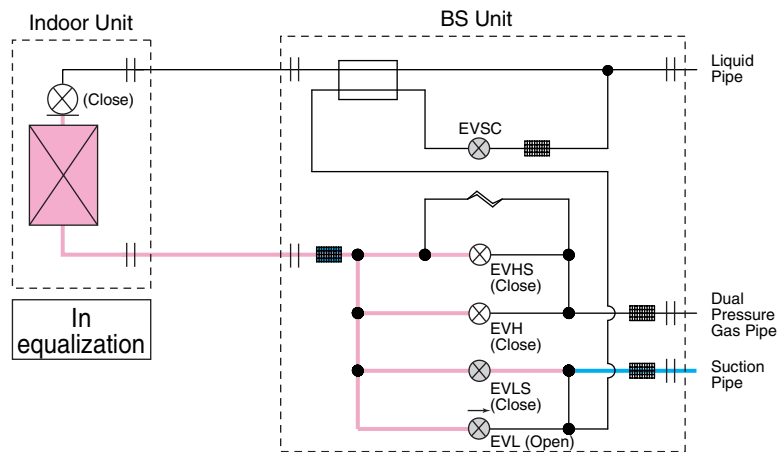 Indoor Unit
BS Unit
(Close)
Liquid
Pipe
EVSC
EVHS
(Close)
EVH
(Close)
Dual
Pressure
Gas Pipe
In
equalization
EVLS
(Close)
Suction
Pipe
EVL (Open)